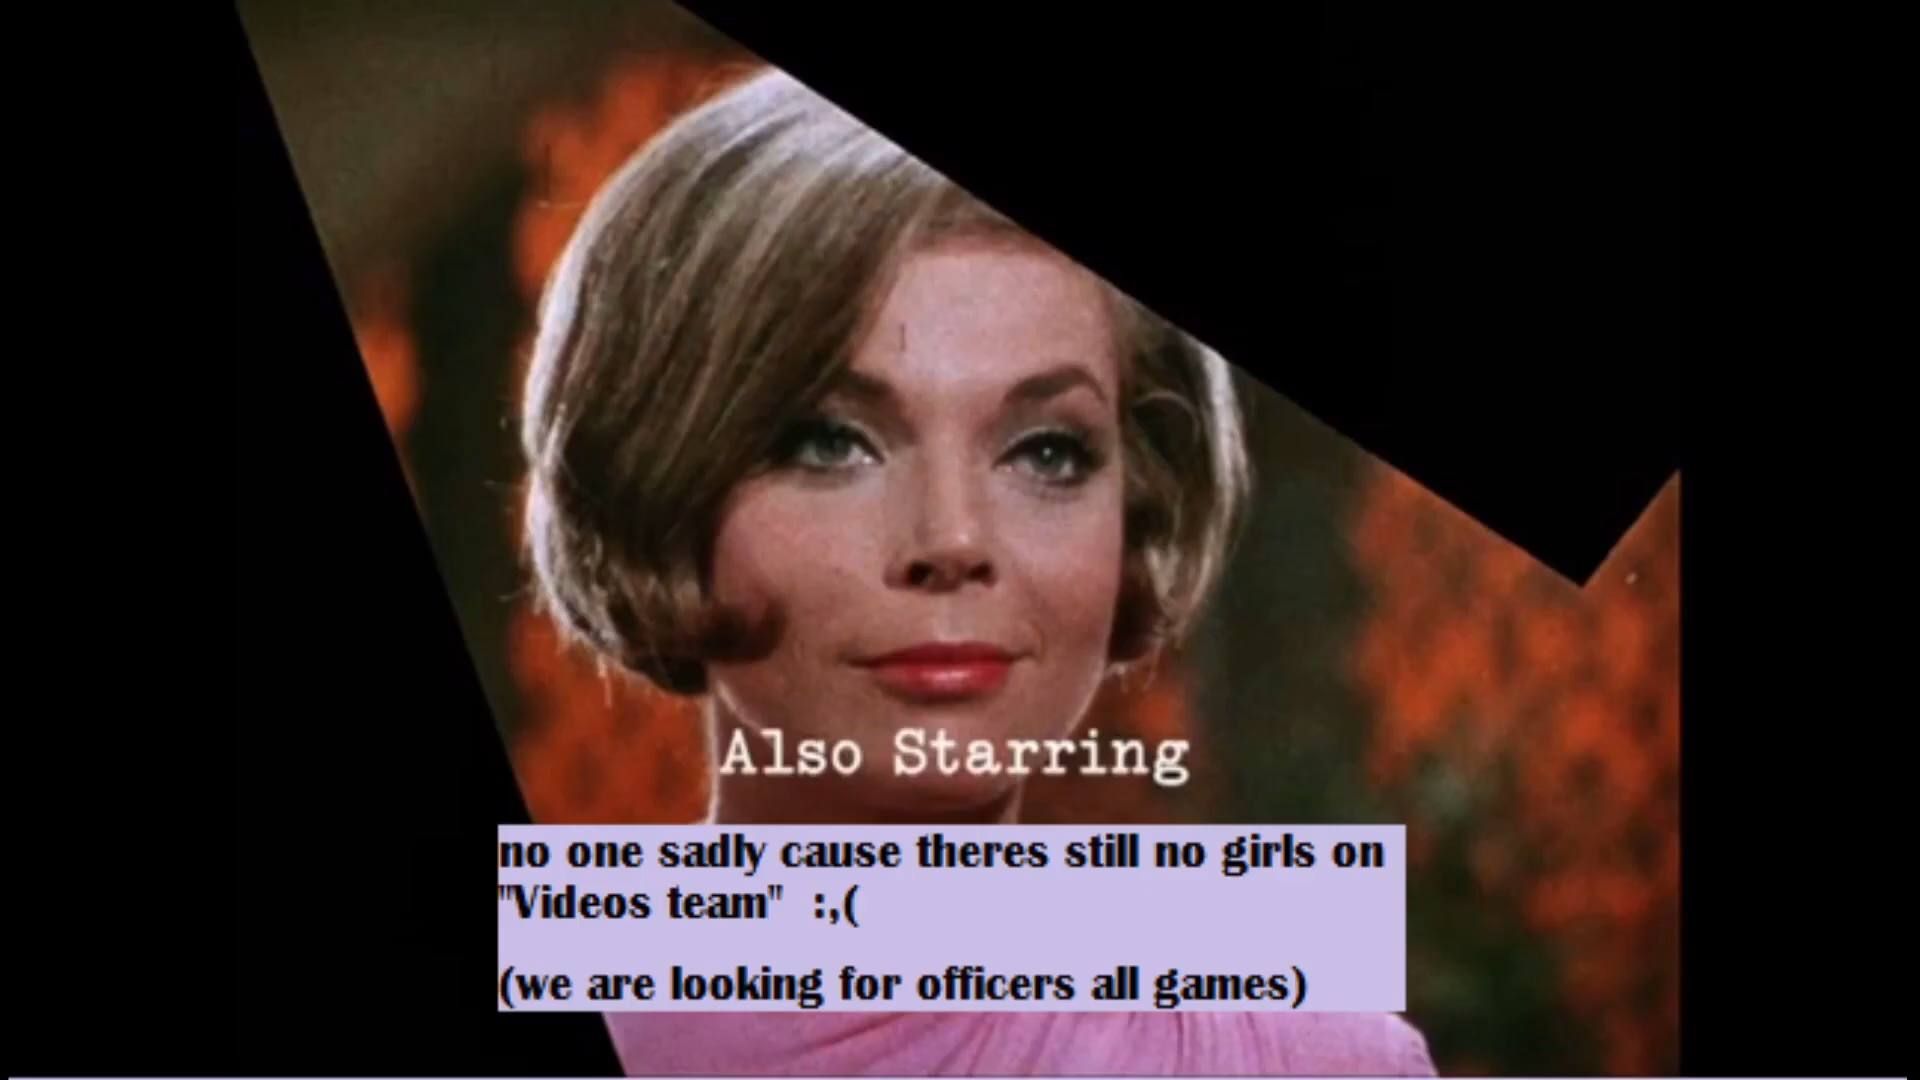 Also Starring
no one sadly cause theres still no girls on
"Videos team"  :,(
(we are looking for officers all games)